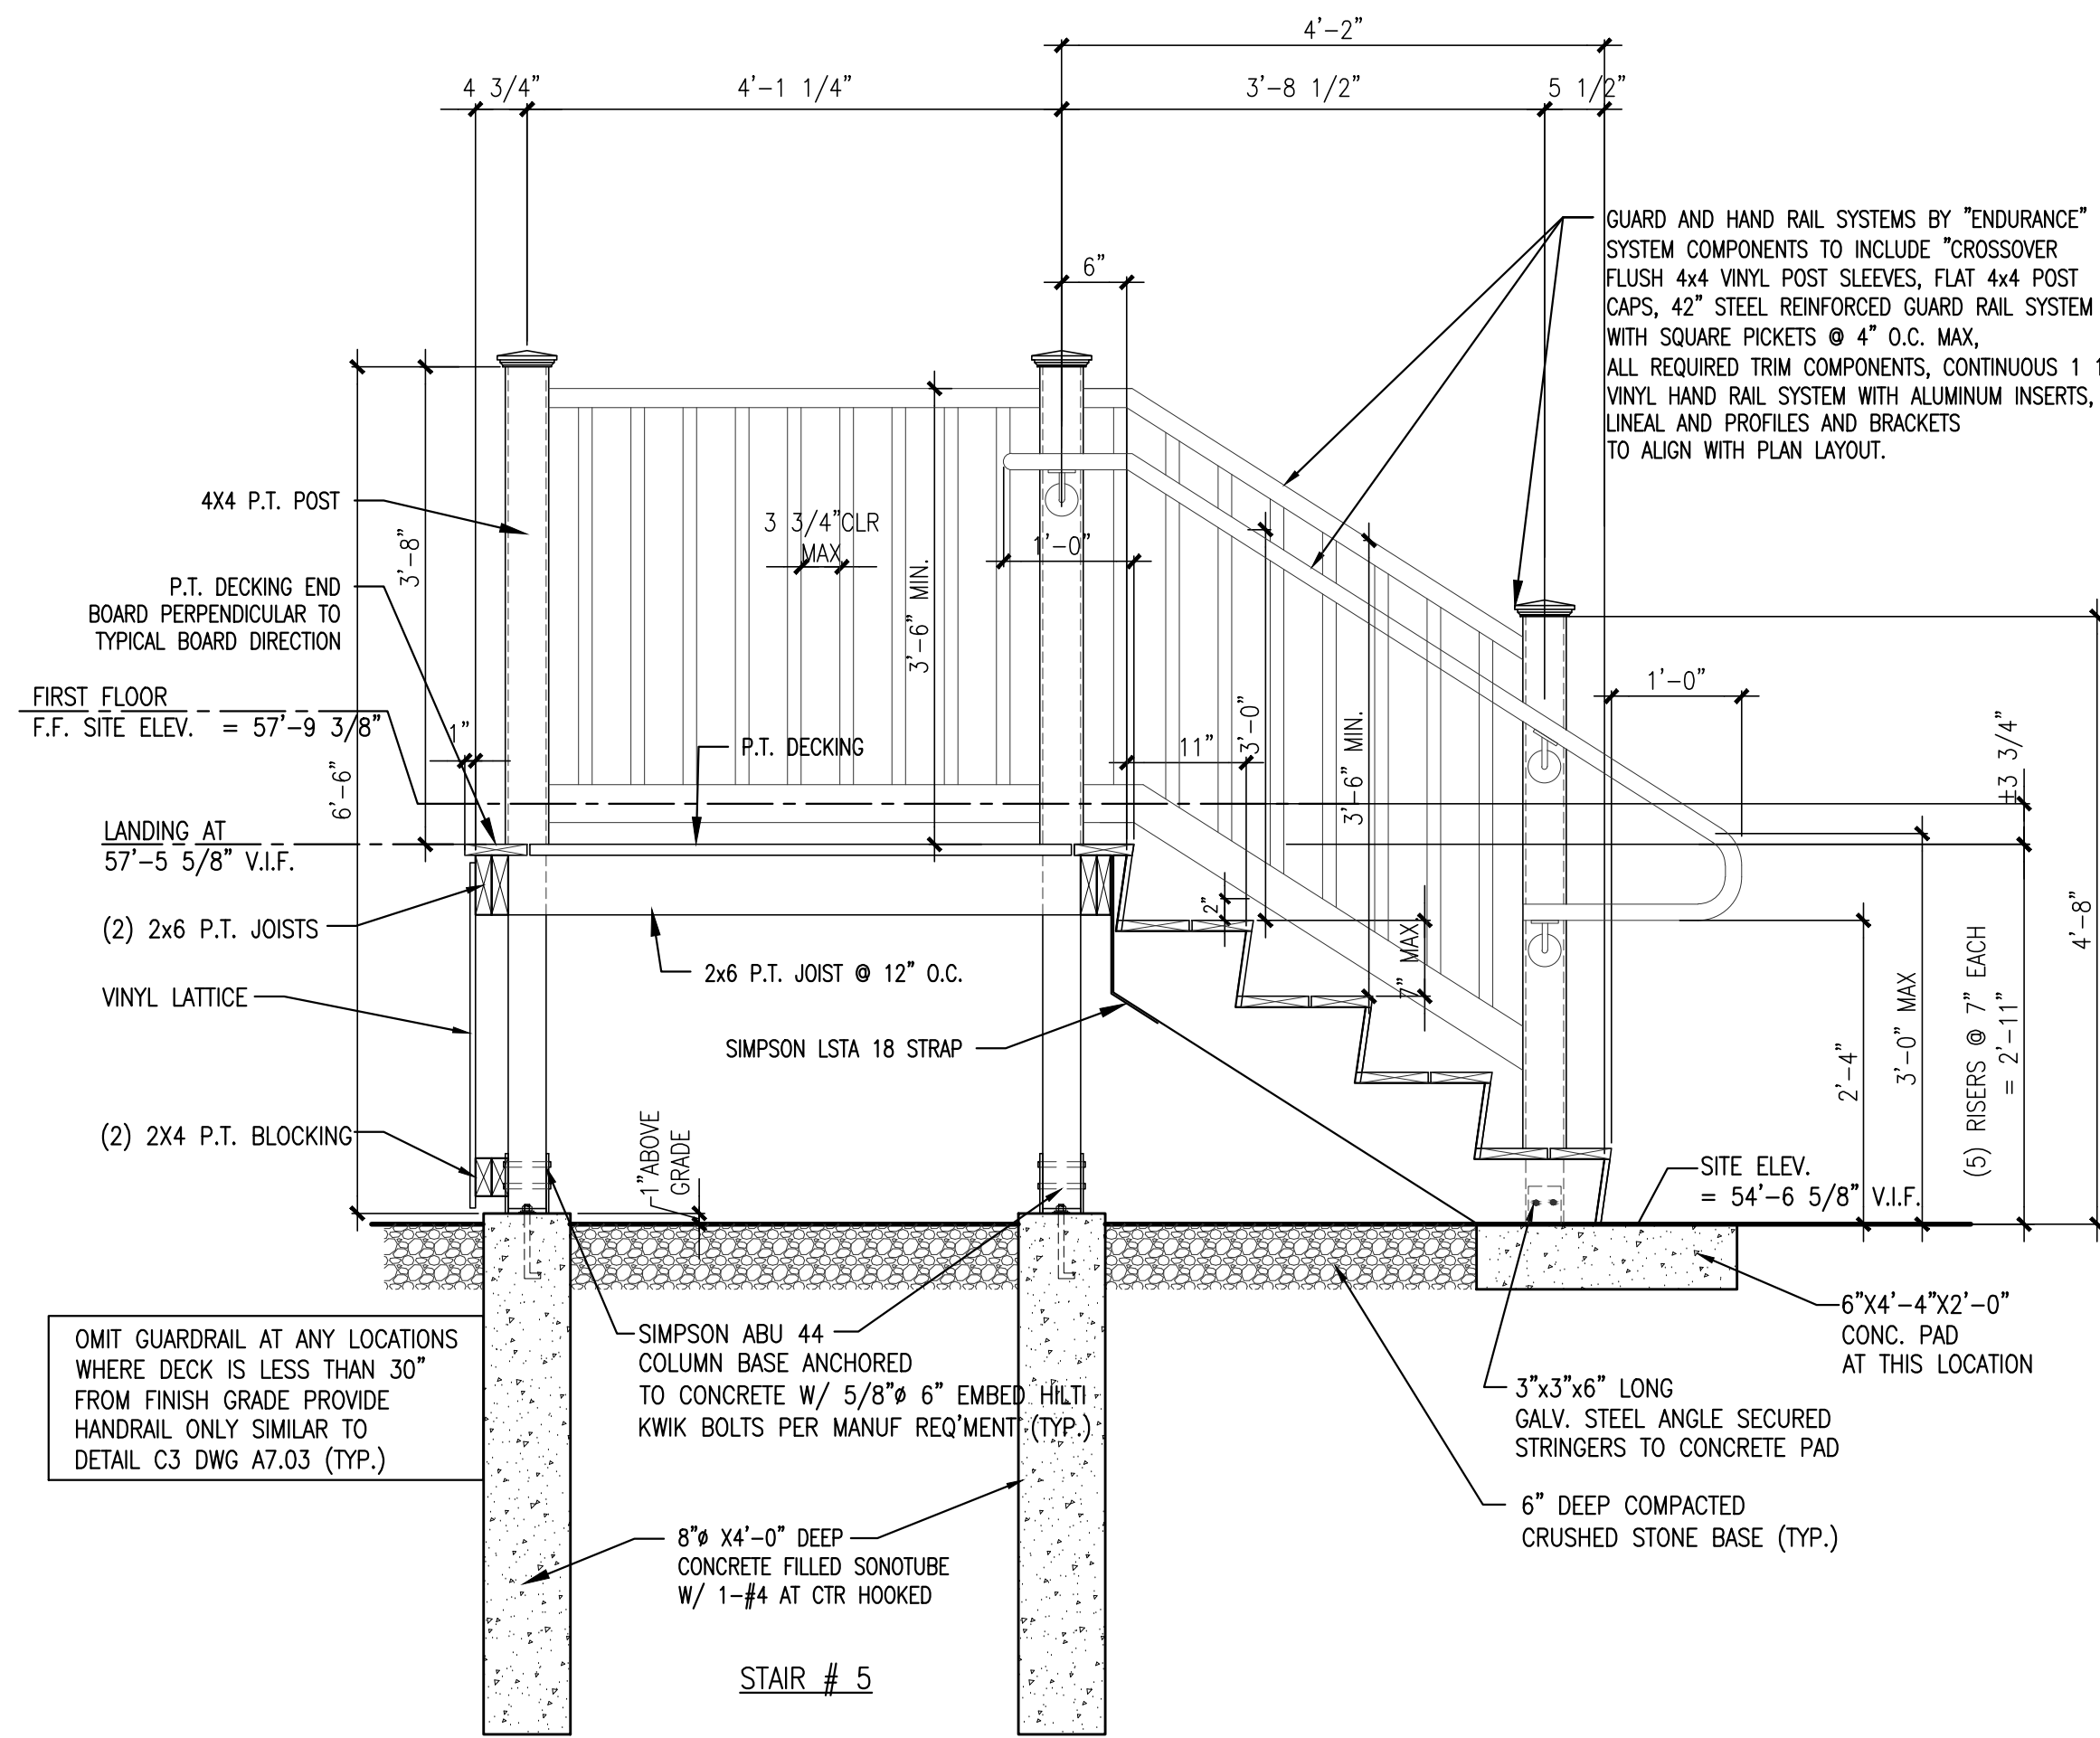 4'-2"
4 3/4"
4'-1 1/4"
3'-8 1/2"
5 1/2"
GUARD AND HAND RAIL SYSTEMS BY "ENDURANCE"
SYSTEM COMPONENTS TO INCLUDE "CROSSOVER
FLUSH 4x4 VINYL POST SLEEVES, FLAT 4x4 POST
CAPS, 42" STEEL REINFORCED GUARD RAIL SYSTEM
WITH SQUARE PICKETS @ 4" O.C. MAX,
ALL REQUIRED TRIM COMPONENTS, CONTINUOUS 1
VINYL HAND RAIL SYSTEM WITH ALUMINUM INSERTS,
LINEAL AND PROFILES AND BRACKETS
TO ALIGN WITH PLAN LAYOUT.
6"
4X4 P.T. POST
3 3/4"CLR
MAX
1'-0"
3'-8"
3'-6" MIN.
P.T. DECKING END
BOARD PERPENDICULAR TO
TYPICAL BOARD DIRECTION
FIRST FLOOR
F.F. SITE ELEV. = 57'-9 3/8"
1"
6'-6"
P.T. DECKING
11"
3'-0"
3'-6" MIN.
1'-0"
±3 3/4"
LANDING AT
57'-5 5/8" V.I.F.
(2) 2x6 P.T. JOISTS
2"
7" MAX
4'-8"
2x6 P.T. JOIST @ 12" O.C.
VINYL LATTICE
SIMPSON LSTA 18 STRAP
2'-4"
3'-0" MAX
(5) RISERS @ 7" EACH
= 2'-11"
(2) 2X4 P.T. BLOCKING
1"ABOVE
GRADE
SITE ELEV.
= 54'-6 5/8" V.I.F.
OMIT GUARDRAIL AT ANY LOCATIONS
WHERE DECK IS LESS THAN 30"
FROM FINISH GRADE PROVIDE
HANDRAIL ONLY SIMILAR TO
DETAIL C3 DWG A7.03 (TYP.)
SIMPSON ABU 44
COLUMN BASE ANCHORED
TO CONCRETE W/ 5/8"ø 6" EMBED HILTI
KWIK BOLTS PER MANUF REQ'MENT (TYP.)
6"X4'-4"X2'-0"
CONC. PAD
AT THIS LOCATION
3"x3"x6" LONG
GALV. STEEL ANGLE SECURED
STRINGERS TO CONCRETE PAD
6" DEEP COMPACTED
CRUSHED STONE BASE (TYP.)
8"ø X4'-0" DEEP
CONCRETE FILLED SONOTUBE
W/ 1-#4 AT CTR HOOKED
STAIR # 5